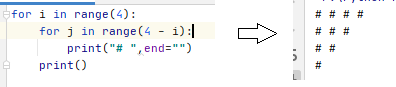 for i in range(4):
    for j in range(4 - i):
        print("# ",end="")
    print()
# # # #
# # #
# #
#